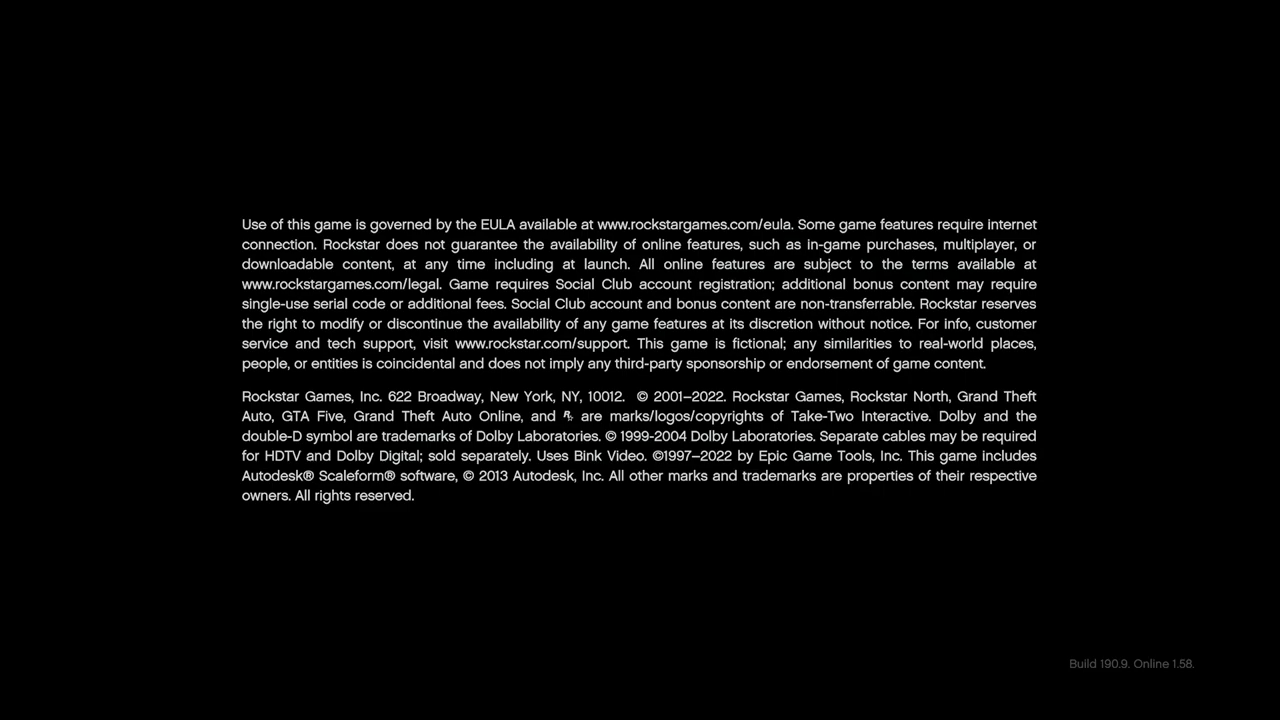 Use of this game is governed by the EULA available at www.rockstargames.com/eula. Some game features require internet
connection. Rockstar does not guarantee the availability of online features, such as in-game purchases, multiplayer, or
downloadable content, at any time including at launch. All online features are subject to the terms available at
www.rockstargames.com/legal. Game requires Social Club account registration; additional bonus content may require
single-use serial code or additional fees. Social Club account and bonus content are non-transferrable. Rockstar reserves
the right to modify or discontinue the availability of any game features at its discretion without notice. For info, customer
service and tech support, visit www.rockstar.com/support. This game is fictional; any similarities to real-world places,
people, or entities is coincidental and does not imply any third-party sponsorship or endorsement of game content.
Rockstar Games, Inc. 622 Broadway, New York, NY, 10012. © 2001–2022. Rockstar Games, Rockstar North, Grand Theft
Auto, GTA Five, Grand Theft Auto Online, and R* are marks/logos/copyrights of Take-Two Interactive. Dolby and the
double-D symbol are trademarks of Dolby Laboratories. © 1999-2004 Dolby Laboratories. Separate cables may be required
for HDTV and Dolby Digital; sold separately. Uses Bink Video. ©1997–2022 by Epic Game Tools, Inc. This game includes
Autodesk® Scaleform® software, © 2013 Autodesk, Inc. All other marks and trademarks are properties of their respective
owners. All rights reserved.
Build 190.9. Online 1.58.